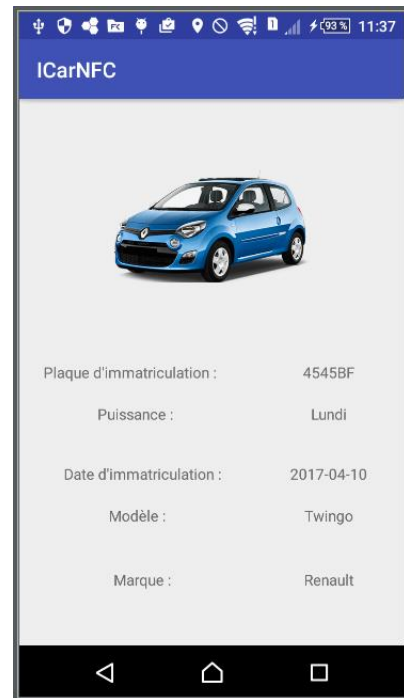 93 % 11:37
ICarNFC
Plaque d'immatriculation : 4545BF
Puissance : Lundi
Date d'immatriculation : 2017-04-10
Modèle : Twingo
Marque : Renault